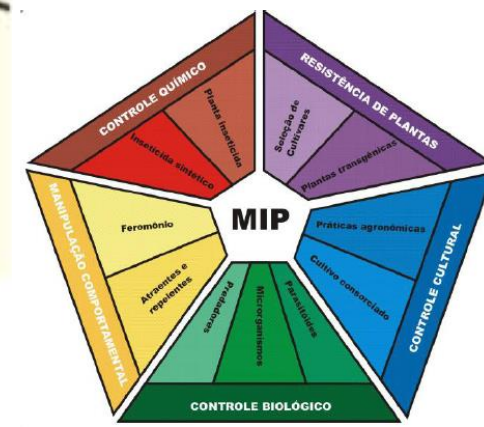 CONTROLE QUÍMICO
Inseticida sintético
Planta inseticida
RESISTÊNCIA DE PLANTAS
Seleção de
Cultivares
Plantas transgênicas
MANIPULAÇÃO COMPORTAMENTAL
Feromônio
Atraentes e
repelentes
MIP
Práticas agronômicas
Cultivo consorciado
CONTROLE CULTURAL
Predadores
Microrganismos
Parasitóides
CONTROLE BIOLÓGICO